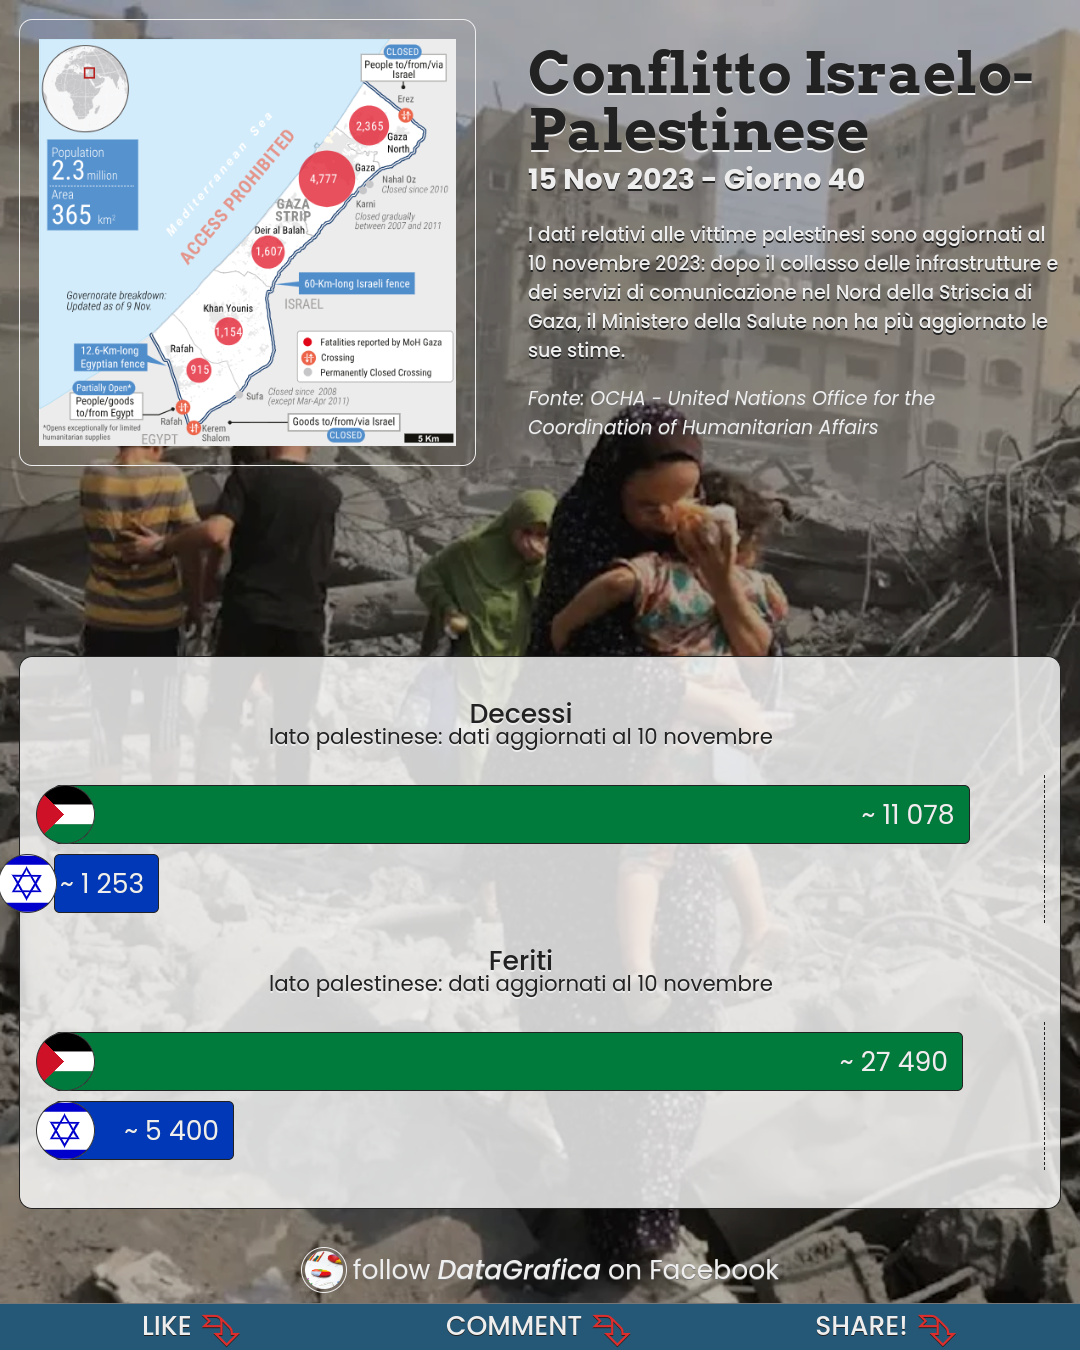 Conflitto Israelo-
Palestinese
15 Nov 2023 - Giorno 40
I dati relativi alle vittime palestinesi sono aggiornati al
10 novembre 2023: dopo il collasso delle infrastrutture e
dei servizi di comunicazione nel Nord della Striscia di
Gaza, il Ministero della Salute non ha più aggiornato le
sue stime.
Fonte: OCHA - United Nations Office for the
Coordination of Humanitarian Affairs
CLOSED
People to/from/via
Israel
Erez
2,365
Gaza
North
Mediterranean Sea
ACCESS PROHIBITED
Population
2.3 million
Area
365 km²
4,777
Gaza
Nahal Oz
Closed since 2010
Karni
Closed gradually
between 2007 and 2011
GAZA
STRIP
Deir al Balah
1,607
60-Km-long Israeli fence
ISRAEL
Governorate breakdown:
Updated as of 9 Nov.
Khan Younis
1,154
Rafah
915
12.6-Km-long
Egyptian fence
Fatalities reported by MoH Gaza
Crossing
Permanently Closed Crossing
Partially Open*
People/goods
to/from Egypt
Sufa
Closed since 2008
(except Mar-Apr 2011)
Rafah
Kerem
Shalom
Goods to/from/via Israel
CLOSED
*Opens exceptionally for limited
humanitarian supplies
EGYPT
5 Km
Decessi
lato palestinese: dati aggiornati al 10 novembre
~ 11 078
~ 1 253
Feriti
lato palestinese: dati aggiornati al 10 novembre
~ 27 490
~ 5 400
follow DataGrafica on Facebook
LIKE
COMMENT
SHARE!